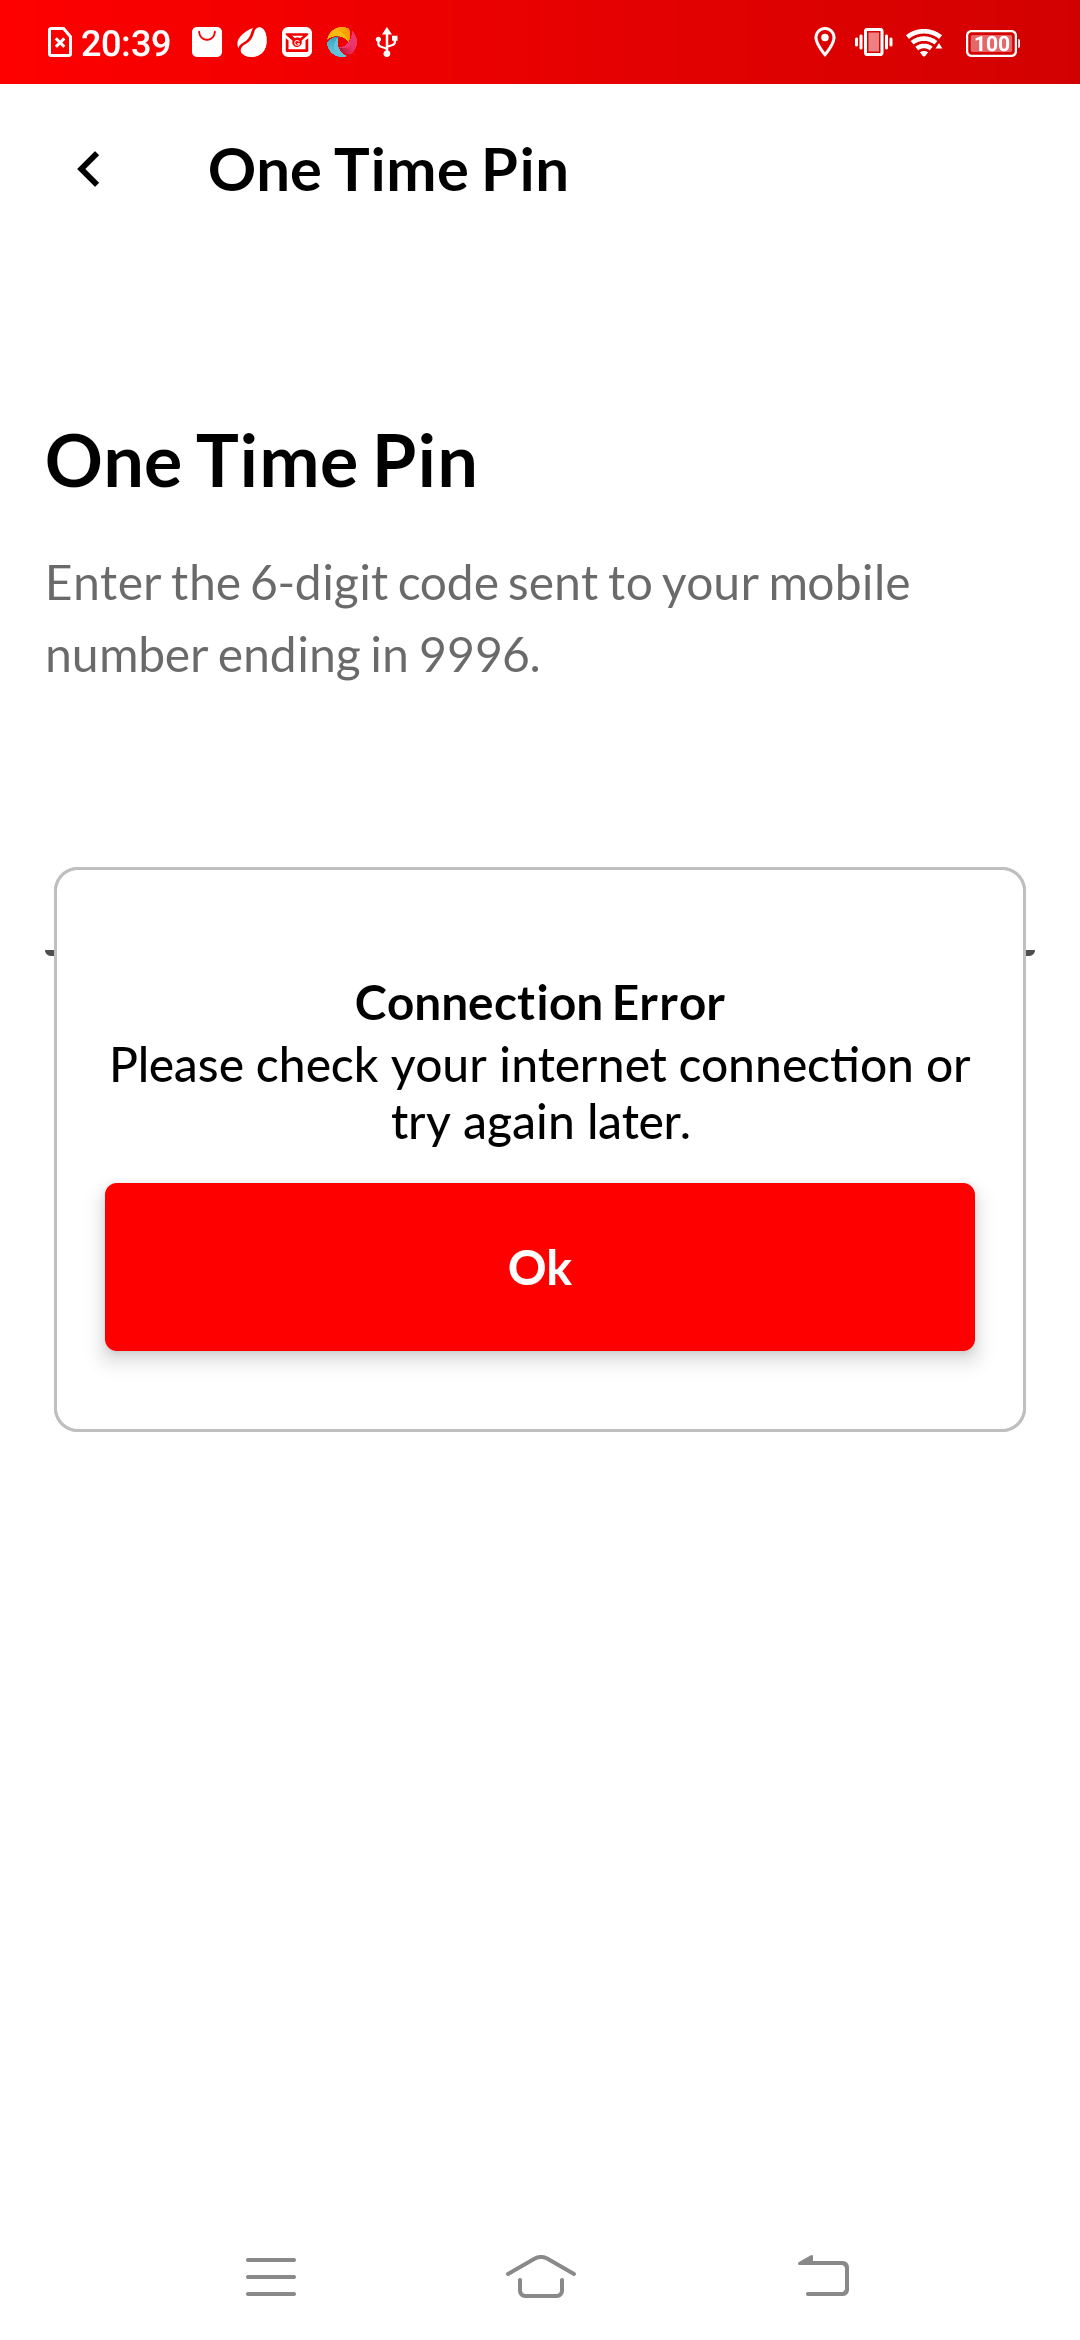 20:39
100
One Time Pin
One Time Pin
Enter the 6-digit code sent to your mobile
number ending in 9996.
Connection Error
Please check your internet connection or
try again later.
Ok